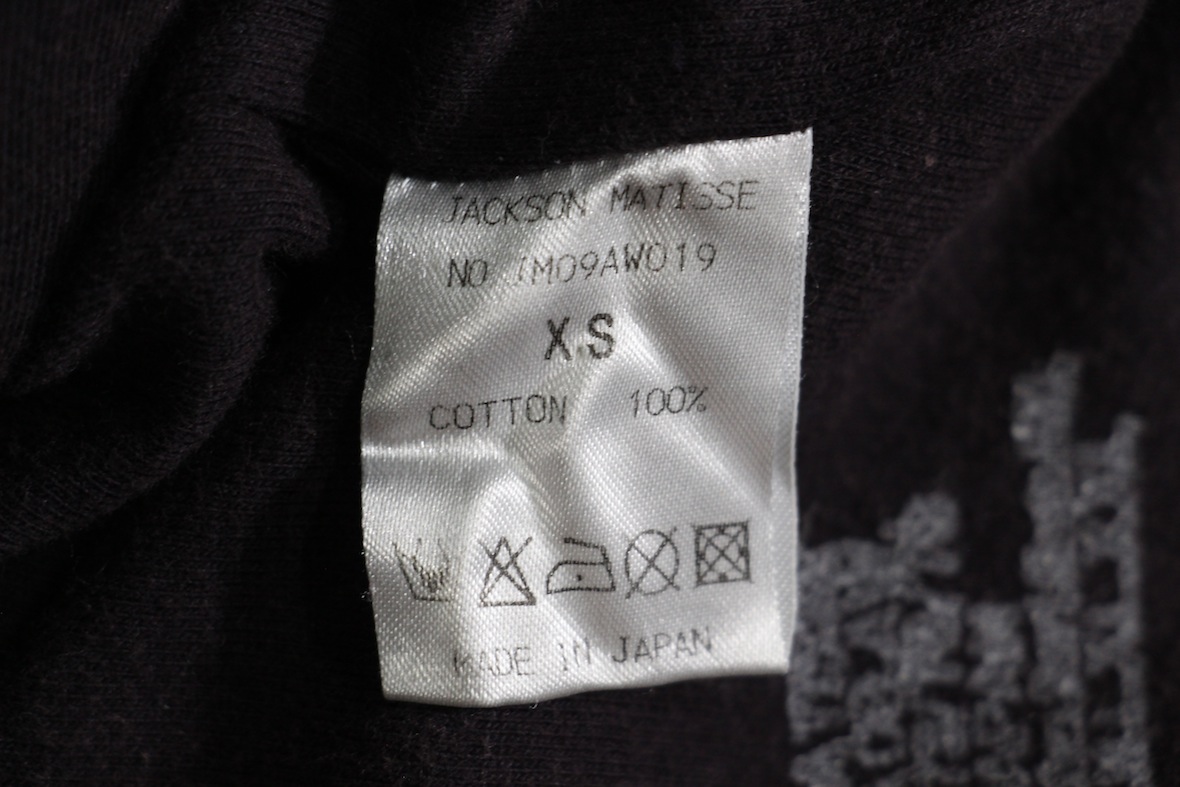 JACKSON MATISSE
NO JM09AW019
X.S
COTTON 100%
MADE IN JAPAN